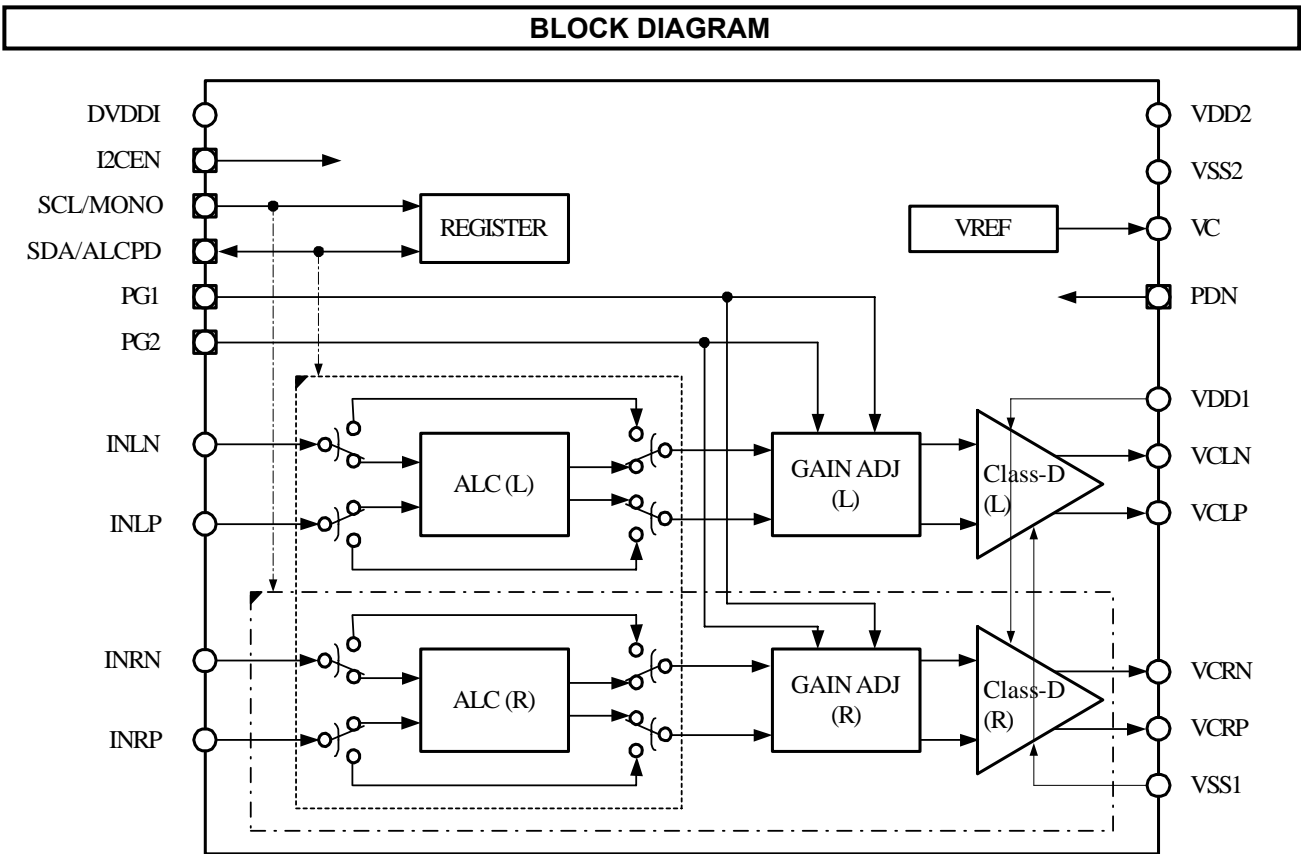 BLOCK DIAGRAM
DVDDI
I2CEN
SCL/MONO
SDA/ALCPD
PG1
PG2
INLN
INLP
INRN
INRP
REGISTER
VREF
ALC (L)
GAIN ADJ
(L)
Class-D
(L)
ALC (R)
GAIN ADJ
(R)
Class-D
(R)
VDD2
VSS2
VC
PDN
VDD1
VCLN
VCLP
VCRN
VCRP
VSS1